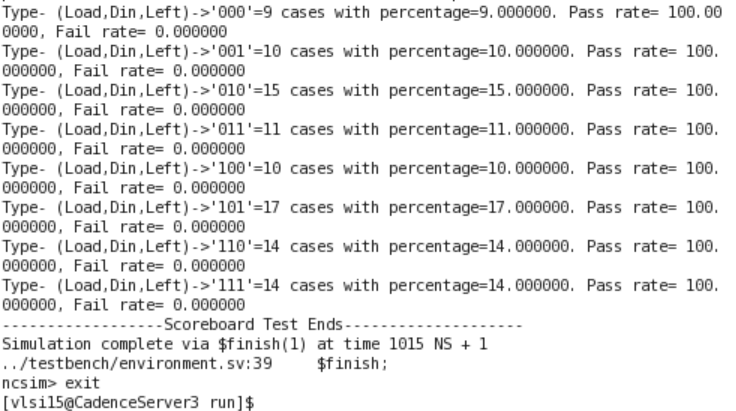 Type- (Load,Din,Left)->'000'=9 cases with percentage=9.000000. Pass rate= 100.00
0000, Fail rate= 0.000000
Type- (Load,Din,Left)->'001'=10 cases with percentage=10.000000. Pass rate= 100.
000000, Fail rate= 0.000000
Type- (Load,Din,Left)->'010'=15 cases with percentage=15.000000. Pass rate= 100.
000000, Fail rate= 0.000000
Type- (Load,Din,Left)->'011'=11 cases with percentage=11.000000. Pass rate= 100.
000000, Fail rate= 0.000000
Type- (Load,Din,Left)->'100'=10 cases with percentage=10.000000. Pass rate= 100.
000000, Fail rate= 0.000000
Type- (Load,Din,Left)->'101'=17 cases with percentage=17.000000. Pass rate= 100.
000000, Fail rate= 0.000000
Type- (Load,Din,Left)->'110'=14 cases with percentage=14.000000. Pass rate= 100.
000000, Fail rate= 0.000000
Type- (Load,Din,Left)->'111'=14 cases with percentage=14.000000. Pass rate= 100.
000000, Fail rate= 0.000000
------------------Scoreboard Test Ends--------------------
Simulation complete via $finish(1) at time 1015 NS + 1
../testbench/environment.sv:39     $finish;
ncsim> exit
[vlsi15@CadenceServer3 run]$